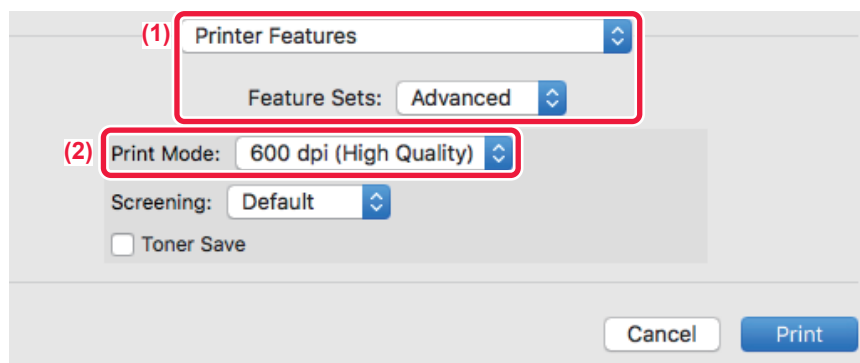 (1) Printer Features
Feature Sets: Advanced
(2) Print Mode: 600 dpi (High Quality)
Screening: Default
Toner Save
Cancel Print